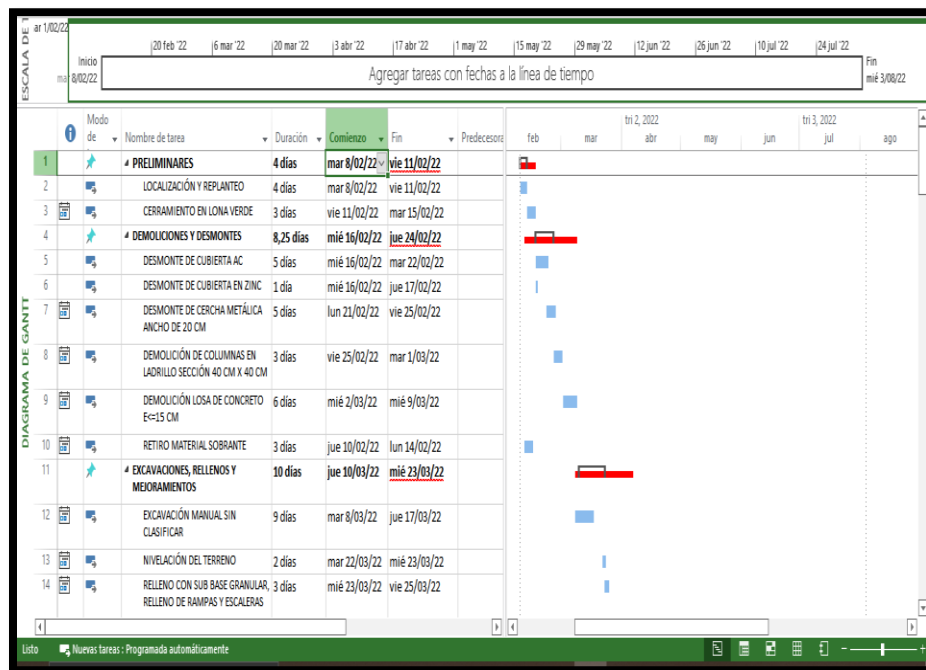 ar 1/02/22
ESCALA DE T
20 feb '22 6 mar '22 20 mar '22 3 abr '22 17 abr '22 1 may '22 15 may '22 29 may '22 12 jun '22 26 jun '22 10 jul '22 24 jul '22
Inicio
mar 8/02/22
Agregar tareas con fechas a la línea de tiempo
Fin
mié 3/08/22
DIAGRAMA DE GANTT
Modo
de Nombre de tarea Duración Comienzo Fin Predecesora
tri 2, 2022 tri 3, 2022
feb mar abr may jun jul ago
1 PRELIMINARES 4 días mar 8/02/22 vie 11/02/22
2 LOCALIZACIÓN Y REPLANTEO 4 días mar 8/02/22 vie 11/02/22
3 CERRAMIENTO EN LONA VERDE 3 días vie 11/02/22 mar 15/02/22
4 DEMOLICIONES Y DESMONTES 8,25 días mié 16/02/22 jue 24/02/22
5 DESMONTE DE CUBIERTA AC 5 días mié 16/02/22 mar 22/02/22
6 DESMONTE DE CUBIERTA EN ZINC 1 día mié 16/02/22 jue 17/02/22
7 DESMONTE DE CERCHA METÁLICA 5 días lun 21/02/22 vie 25/02/22
ANCHO DE 20 CM
8 DEMOLICIÓN DE COLUMNAS EN 3 días vie 25/02/22 mar 1/03/22
LADRILLO SECCIÓN 40 CM X 40 CM
9 DEMOLICIÓN LOSA DE CONCRETO 6 días mié 2/03/22 mié 9/03/22
E<=15 CM
10 RETIRO MATERIAL SOBRANTE 3 días jue 10/02/22 lun 14/02/22
11 EXCAVACIONES, RELLENOS Y 10 días jue 10/03/22 mié 23/03/22
MEJORAMIENTOS
12 EXCAVACIÓN MANUAL SIN 9 días mar 8/03/22 jue 17/03/22
CLASIFICAR
13 NIVELACIÓN DEL TERRENO 2 días mar 22/03/22 mié 23/03/22
14 RELLENO CON SUB BASE GRANULAR, 3 días mié 23/03/22 vie 25/03/22
RELLENO DE RAMPAS Y ESCALERAS
Listo Nuevas tareas : Programada automáticamente